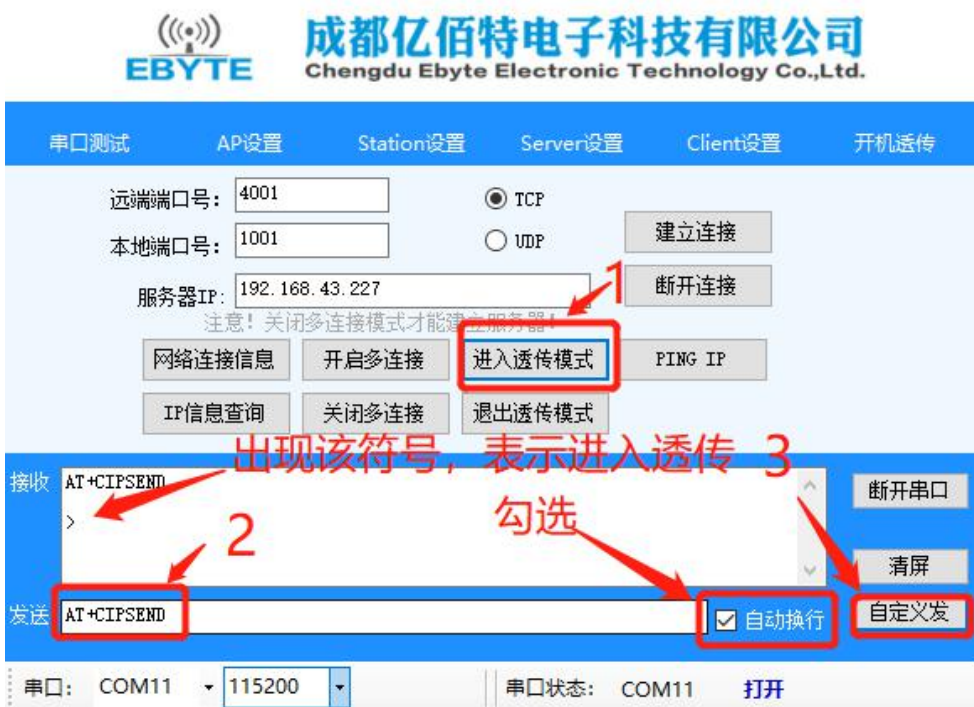 EBYTE
成都亿佰特电子科技有限公司
Chengdu Ebyte Electronic Technology Co.,Ltd.
串口测试 AP设置 Station设置 Server设置 Client设置 开机透传
远端端口号: 4001 TCP
本地端口号: 1001 UDP 建立连接
服务器IP: 192.168.43.227 1 断开连接
注意!关闭多连接模式才能建立服务器!
网络连接信息 开启多连接 进入透传模式 PING IP
IP信息查询 关闭多连接 退出透传模式
出现该符号,表示进入透传 3
接收 AT+CIPSEND 断开串口
> 2 勾选
清屏
发送 AT+CIPSEND 自动换行 自定义发
串口: COM11 115200 串口状态: COM11 打开